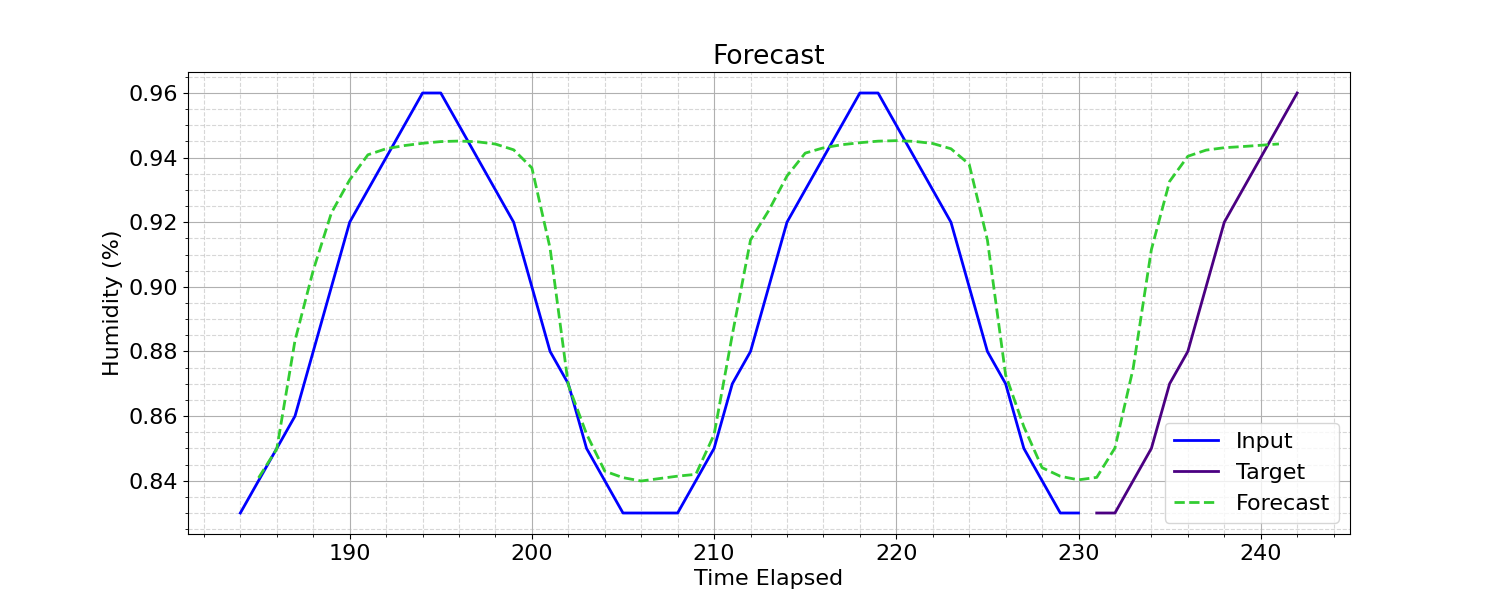 Forecast
Humidity (%)
0.96
0.94
0.92
0.90
0.88
0.86
0.84
190
200
210
220
230
240
Time Elapsed
Input
Target
Forecast